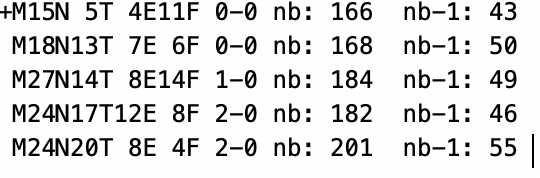 +M15N 5T 4E11F 0-0 nb: 166  nb-1: 43
 M18N13T 7E 6F 0-0 nb: 168  nb-1: 50
 M27N14T 8E14F 1-0 nb: 184  nb-1: 49
 M24N17T12E 8F 2-0 nb: 182  nb-1: 46
 M24N20T 8E 4F 2-0 nb: 201  nb-1: 55